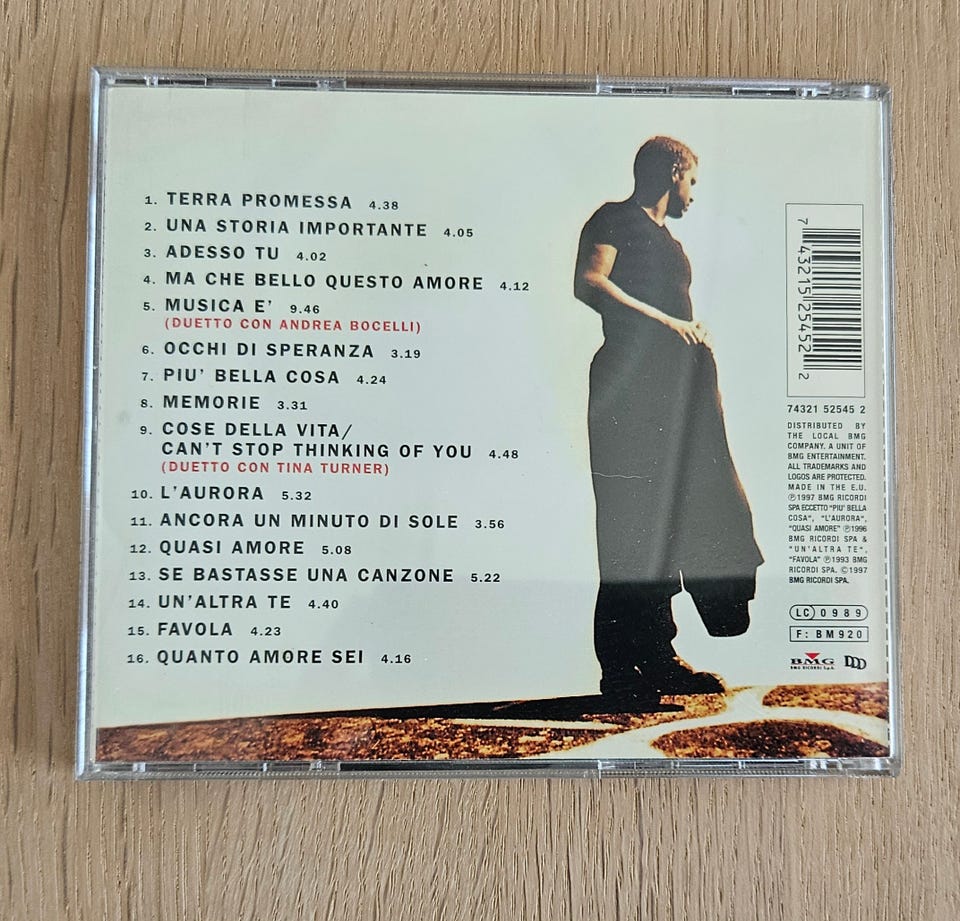 1. TERRA PROMESSA 4.38
2. UNA STORIA IMPORTANTE 4.05
3. ADESSO TU 4.02
4. MA CHE BELLO QUESTO AMORE 4.12
5. MUSICA E' 9.46
(DUETTO CON ANDREA BOCELLI)
6. OCCHI DI SPERANZA 3.19
7. PIU' BELLA COSA 4.24
8. MEMORIE 3.31
9. COSE DELLA VITA/
CAN'T STOP THINKING OF YOU 4.48
(DUETTO CON TINA TURNER)
10. L'AURORA 5.32
11. ANCORA UN MINUTO DI SOLE 3.56
12. QUASI AMORE 5.08
13. SE BASTASSE UNA CANZONE 5.22
14. UN'ALTRA TE 4.40
15. FAVOLA 4.23
16. QUANTO AMORE SEI 4.16
7 43215 25452 2
74321 52545 2
DISTRIBUTED BY
THE LOCAL BMG
COMPANY. A UNIT OF
BMG ENTERTAINMENT.
ALL TRADEMARKS AND
LOGOS ARE PROTECTED.
MADE IN THE E.U.
℗1997 BMG RICORDI
SPA ECCETTO "PIU' BELLA
COSA", "L'AURORA",
"QUASI AMORE" ℗1996
BMG RICORDI SPA &
"UN'ALTRA TE",
"FAVOLA" ℗1993 BMG
RICORDI SPA. ©1997
BMG RICORDI SPA.
LC 0989
F: BM920
BMG DDD
BMG RICORDI S.p.A.